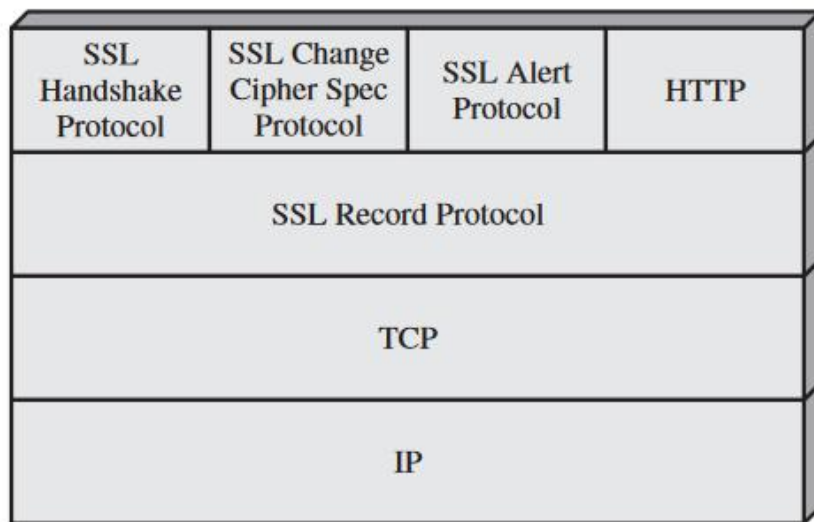 SSL
Handshake
Protocol
SSL Change
Cipher Spec
Protocol
SSL Alert
Protocol
HTTP
SSL Record Protocol
TCP
IP